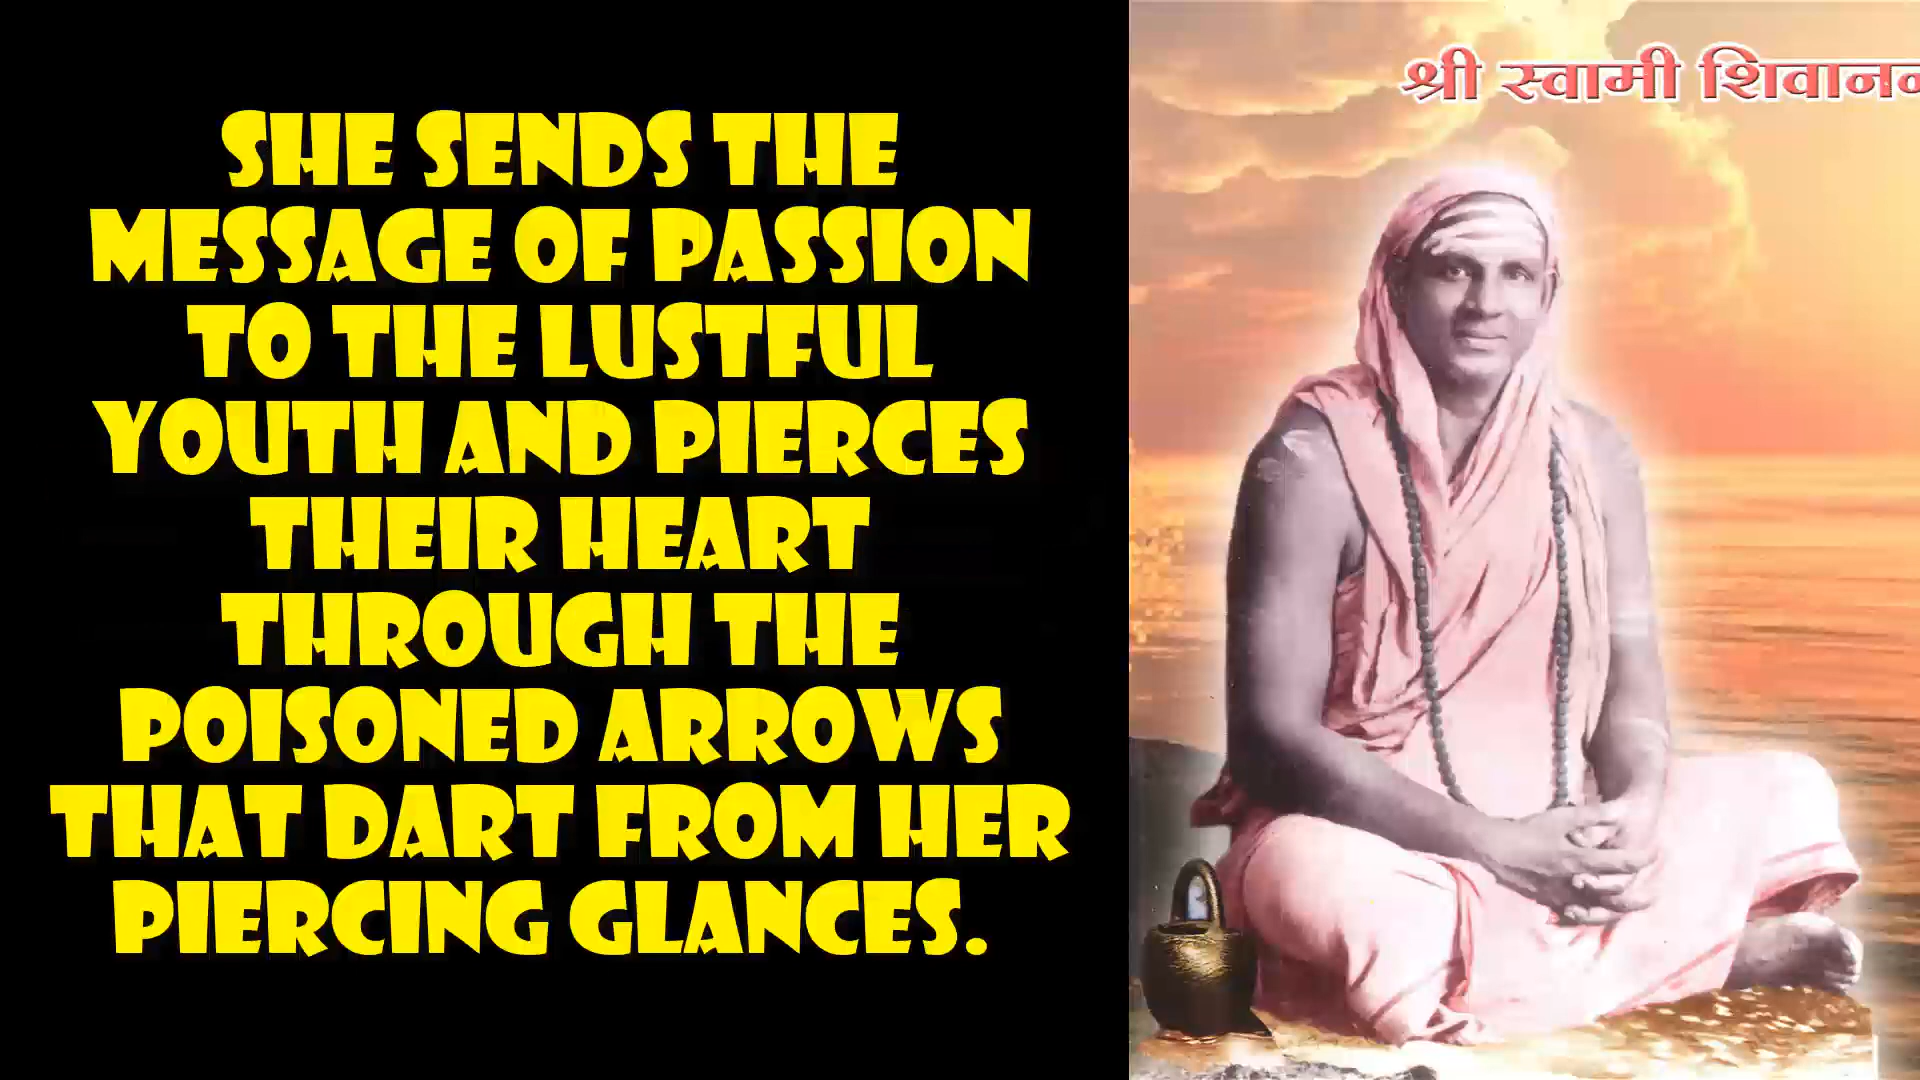 SHE SENDS THE
MESSAGE OF PASSION
TO THE LUSTFUL
YOUTH AND PIERCES
THEIR HEART
THROUGH THE
POISONED ARROWS
THAT DART FROM HER
PIERCING GLANCES.
श्री स्वामी